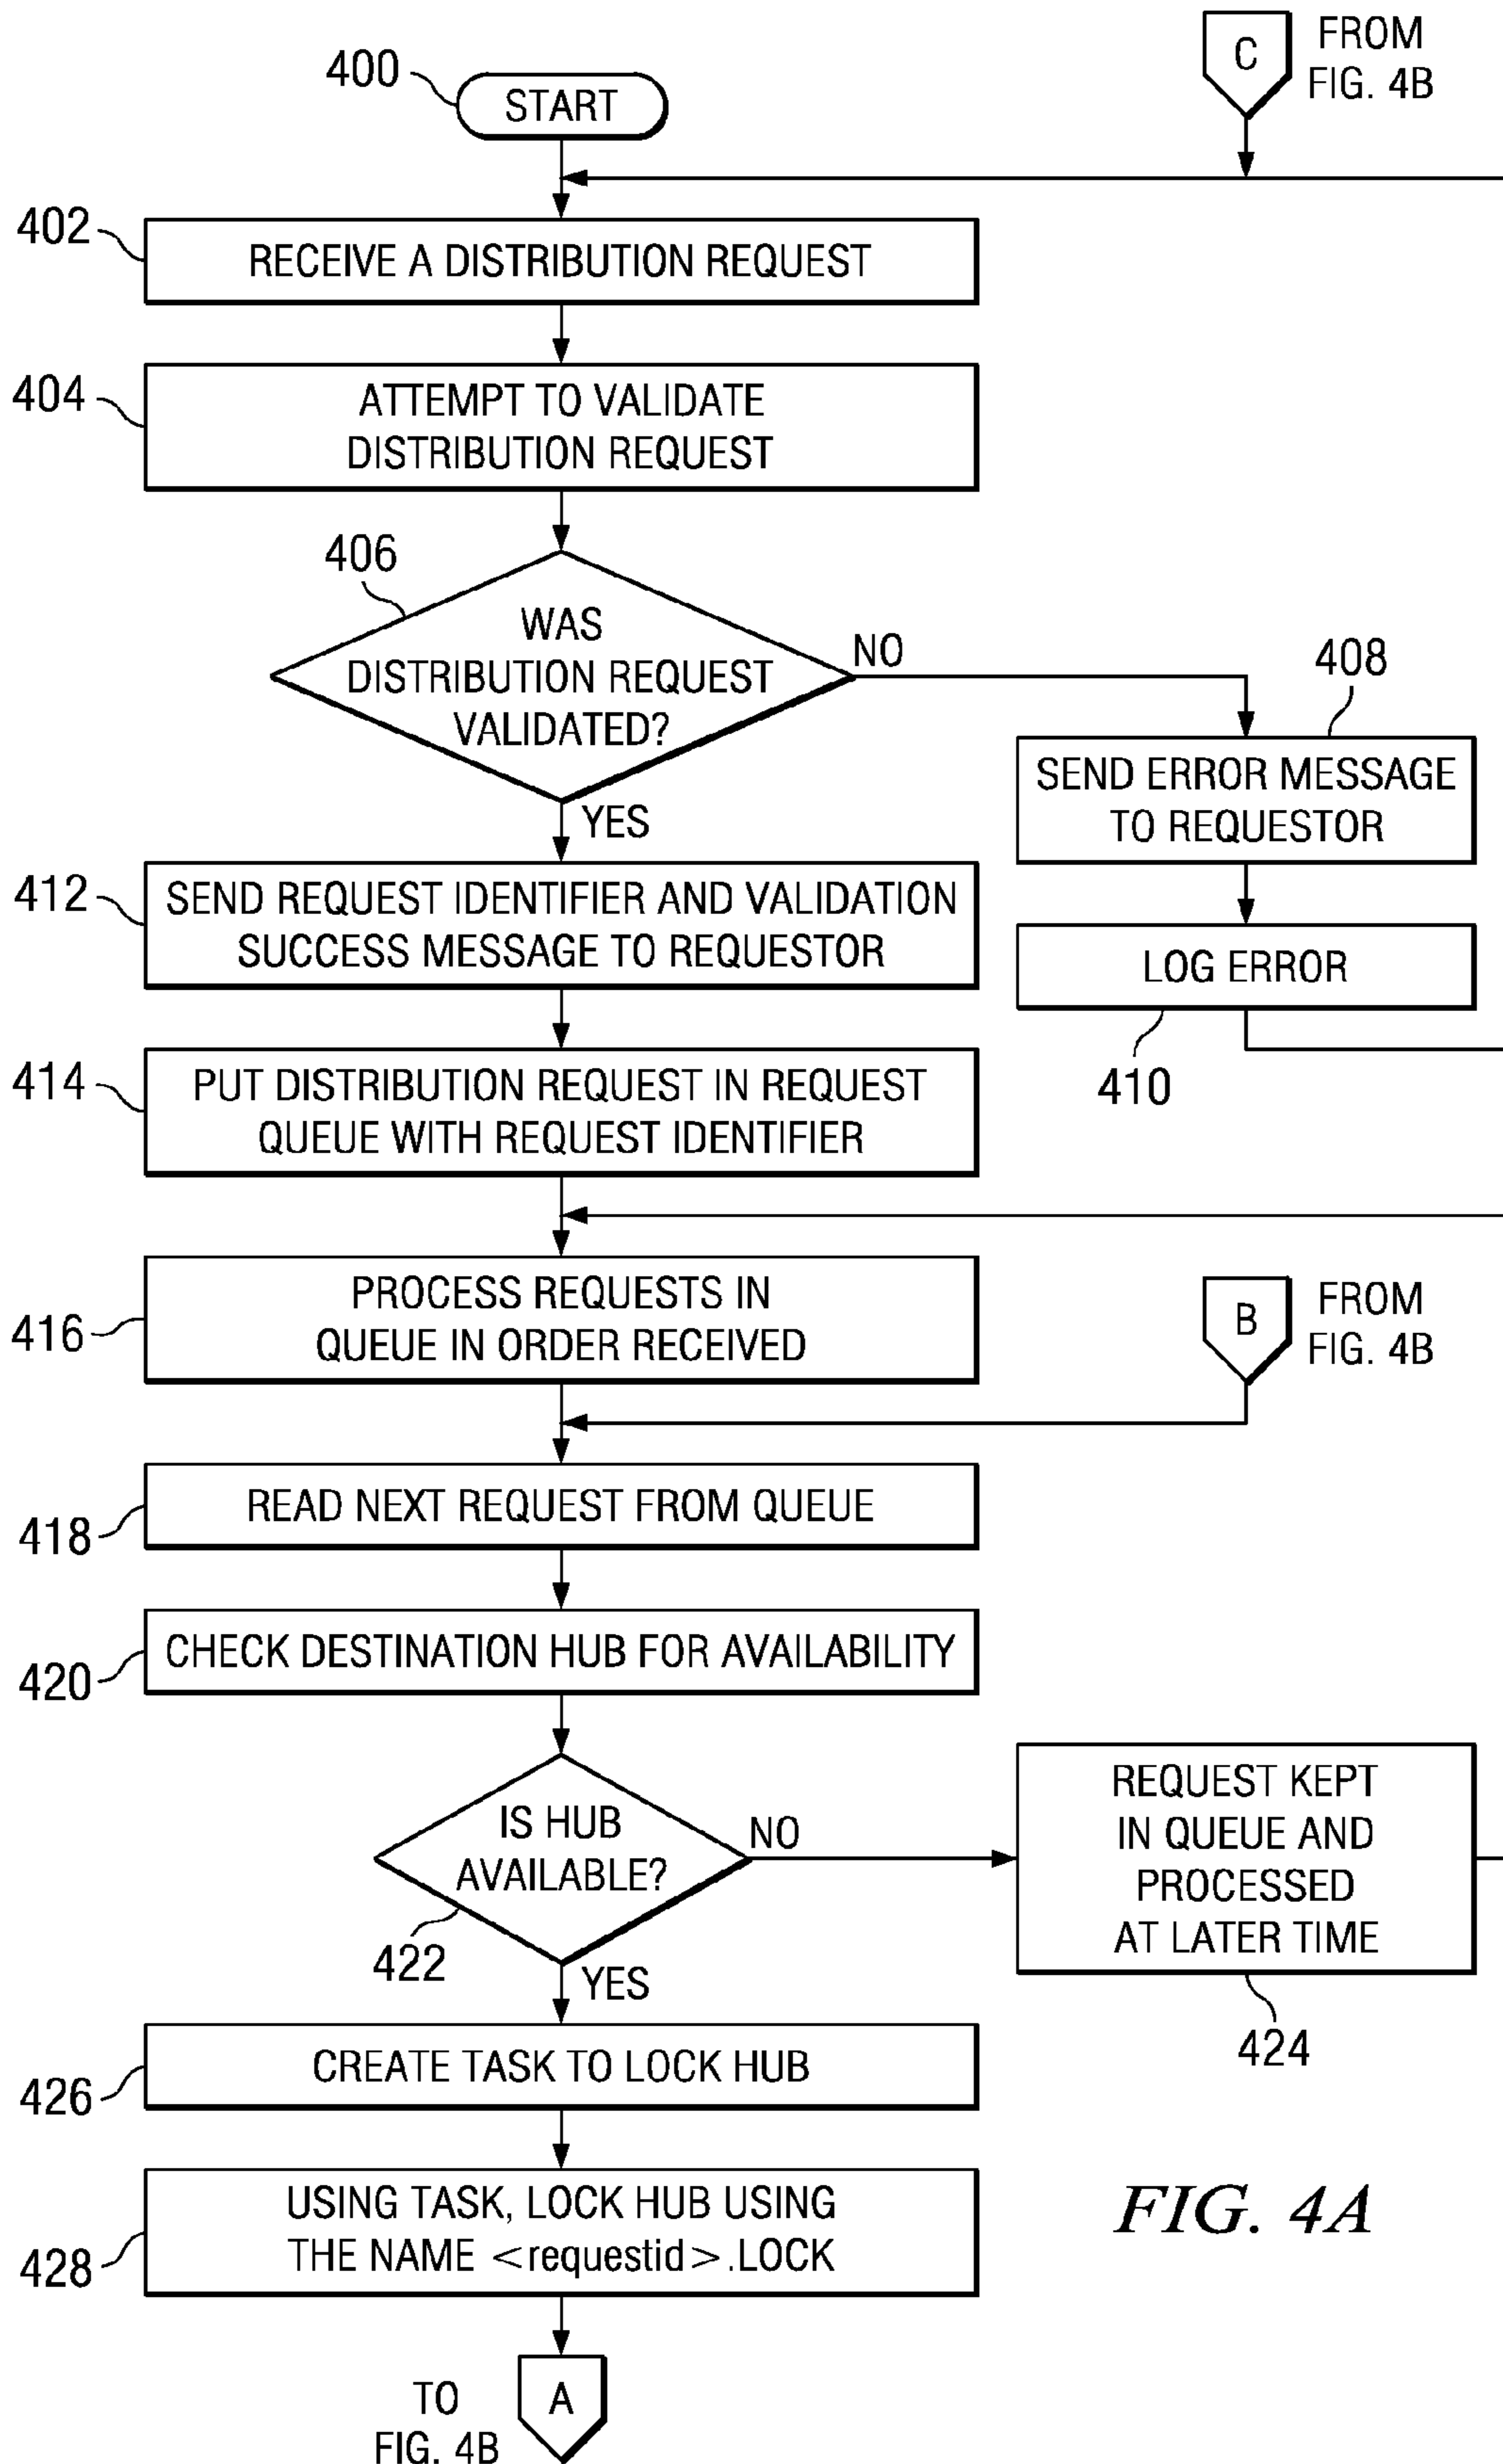 400
START
C
FROM
FIG. 4B
402
RECEIVE A DISTRIBUTION REQUEST
404
ATTEMPT TO VALIDATE
DISTRIBUTION REQUEST
406
WAS
DISTRIBUTION REQUEST
VALIDATED?
NO
YES
408
SEND ERROR MESSAGE
TO REQUESTOR
LOG ERROR
410
412
SEND REQUEST IDENTIFIER AND VALIDATION
SUCCESS MESSAGE TO REQUESTOR
414
PUT DISTRIBUTION REQUEST IN REQUEST
QUEUE WITH REQUEST IDENTIFIER
416
PROCESS REQUESTS IN
QUEUE IN ORDER RECEIVED
B
FROM
FIG. 4B
418
READ NEXT REQUEST FROM QUEUE
420
CHECK DESTINATION HUB FOR AVAILABILITY
IS HUB
AVAILABLE?
422
NO
YES
REQUEST KEPT
IN QUEUE AND
PROCESSED
AT LATER TIME
424
426
CREATE TASK TO LOCK HUB
428
USING TASK, LOCK HUB USING
THE NAME <requestid>.LOCK
FIG. 4A
TO
FIG. 4B
A